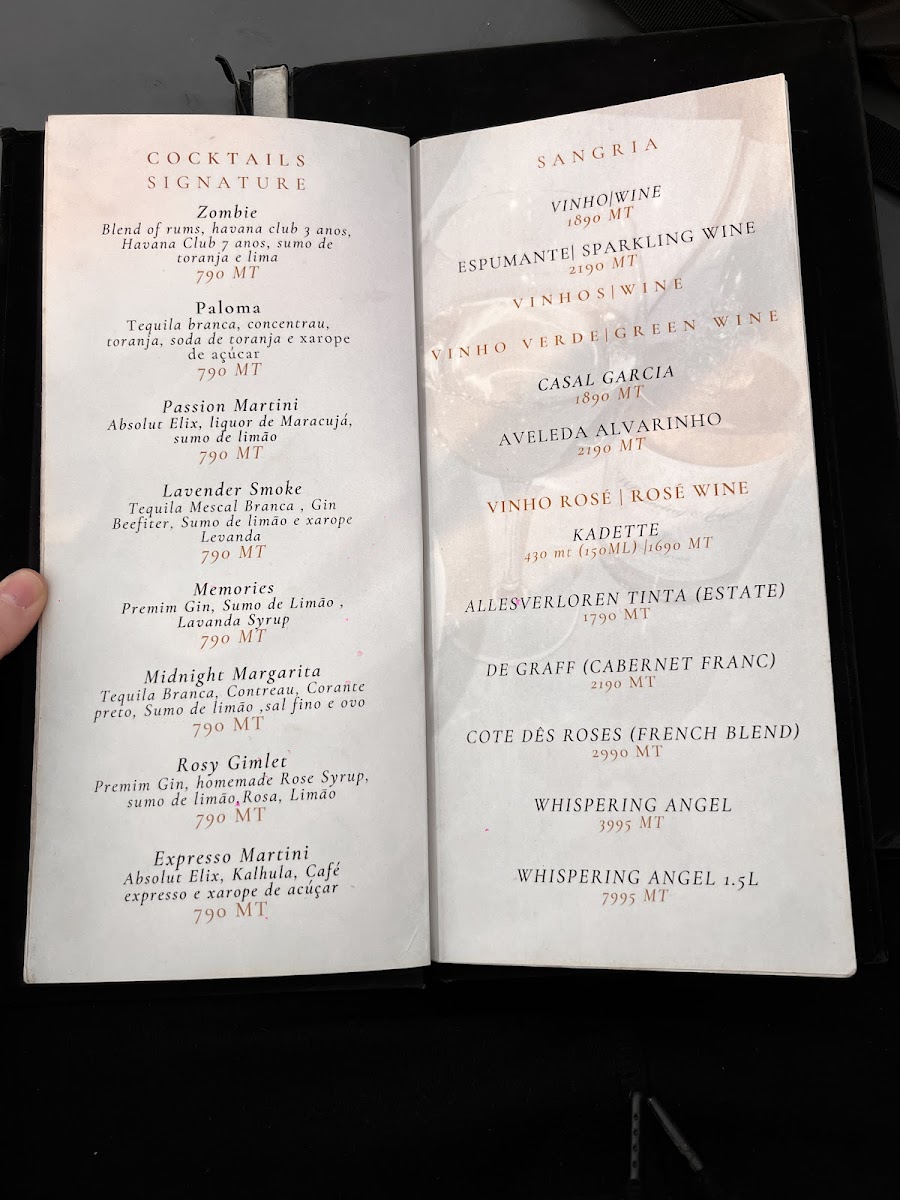 COCKTAILS
SIGNATURE
Zombie
Blend of rums, havana club 3 anos,
Havana Club 7 anos, sumo de
toranja e lima
790 MT
Paloma
Tequila branca, concentrau,
toranja, soda de toranja e xarope
de açúcar
790 MT
Passion Martini
Absolut Elix, liquor de Maracujá,
sumo de limão
790 MT
Lavender Smoke
Tequila Mescal Branca , Gin
Beefiter, Sumo de limão e xarope
Levanda
790 MT
Memories
Premim Gin, Sumo de Limão ,
Lavanda Syrup
790 MT
Midnight Margarita
Tequila Branca, Contreau, Corante
preto, Sumo de limão ,sal fino e ovo
790 MT
Rosy Gimlet
Premim Gin, homemade Rose Syrup,
sumo de limão,Rosa, Limão
790 MT
Expresso Martini
Absolut Elix, Kalhula, Café
expresso e xarope de acúçar
790 MT
SANGRIA
VINHO|WINE
1890 MT
ESPUMANTE| SPARKLING WINE
2190 MT
VINHOS|WINE
VINHO VERDE|GREEN WINE
CASAL GARCIA
1890 MT
AVELEDA ALVARINHO
2190 MT
VINHO ROSÉ | ROSÉ WINE
KADETTE
430 mt (150ML) |1690 MT
ALLESVERLOREN TINTA (ESTATE)
1790 MT
DE GRAFF (CABERNET FRANC)
2190 MT
COTE DÊS ROSES (FRENCH BLEND)
2990 MT
WHISPERING ANGEL
3995 MT
WHISPERING ANGEL 1.5L
7995 MT